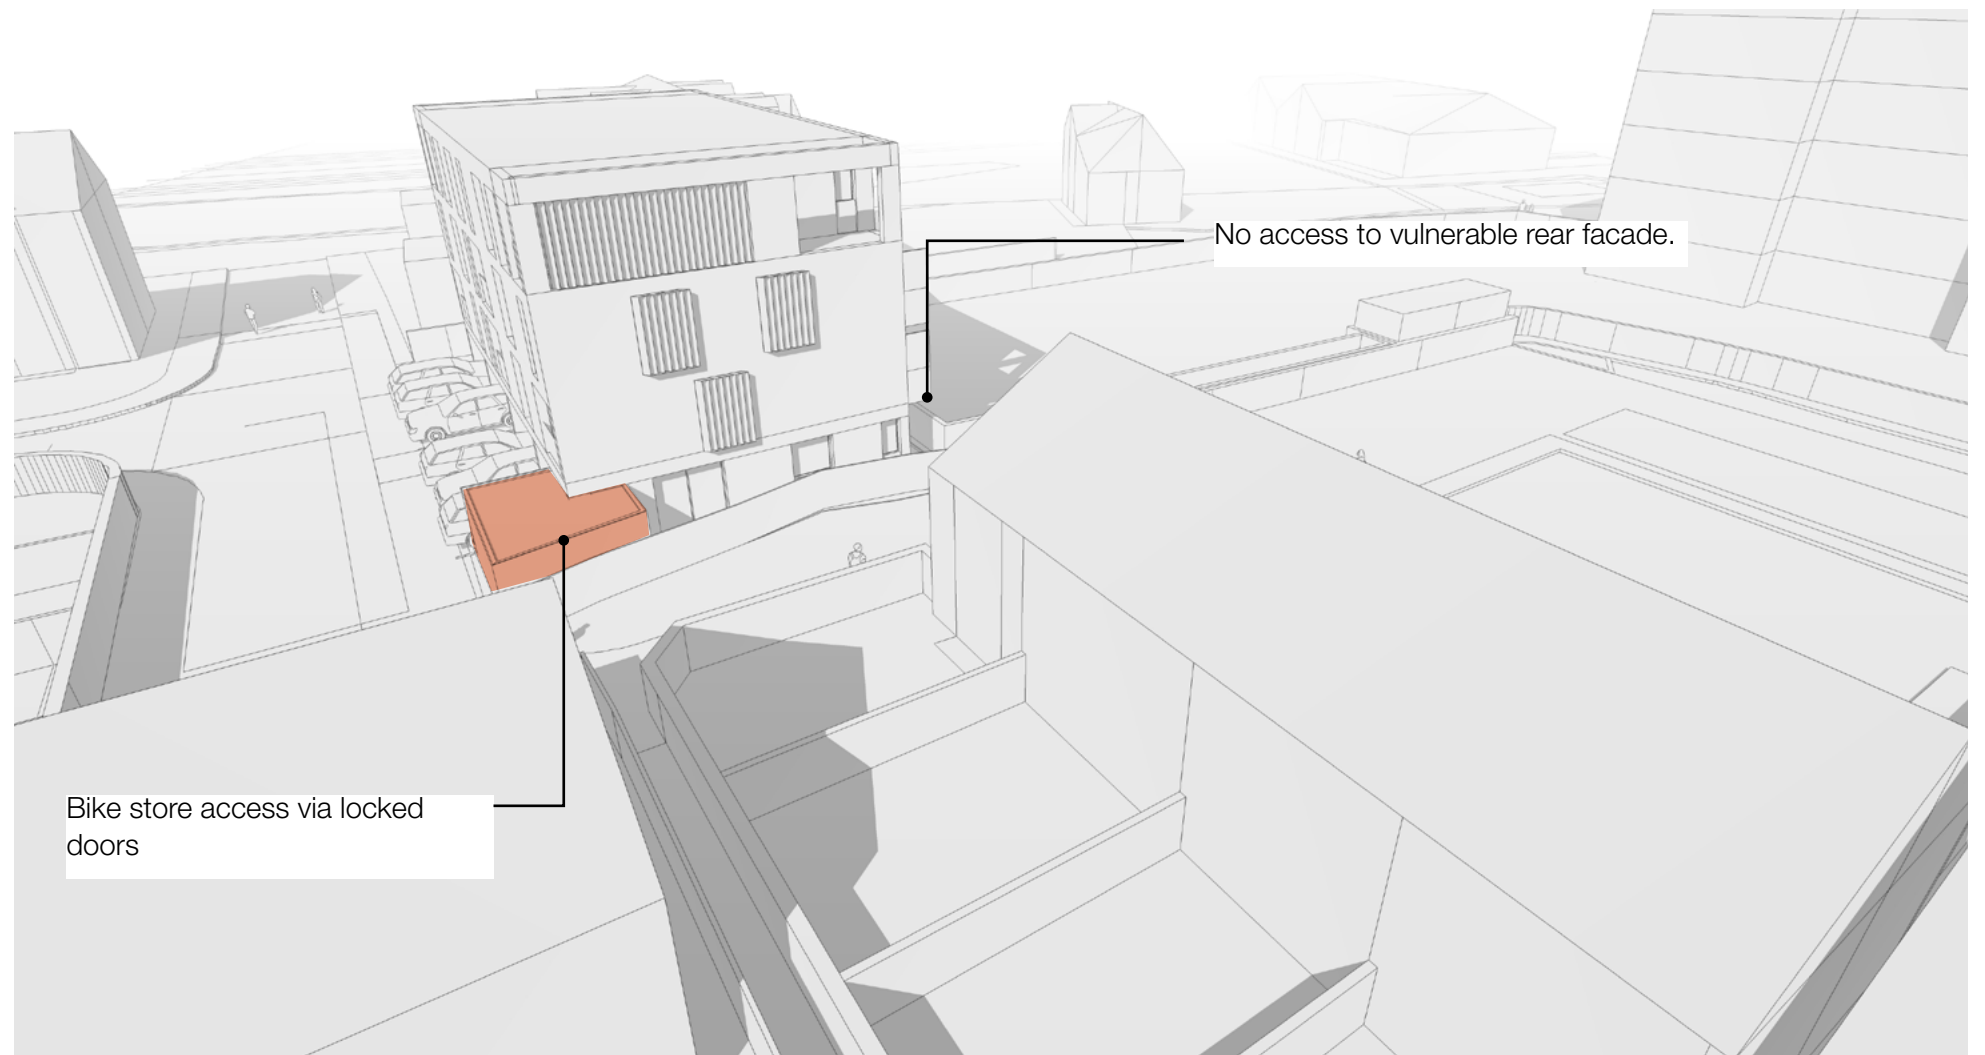 No access to vulnerable rear facade.
Bike store access via locked
doors